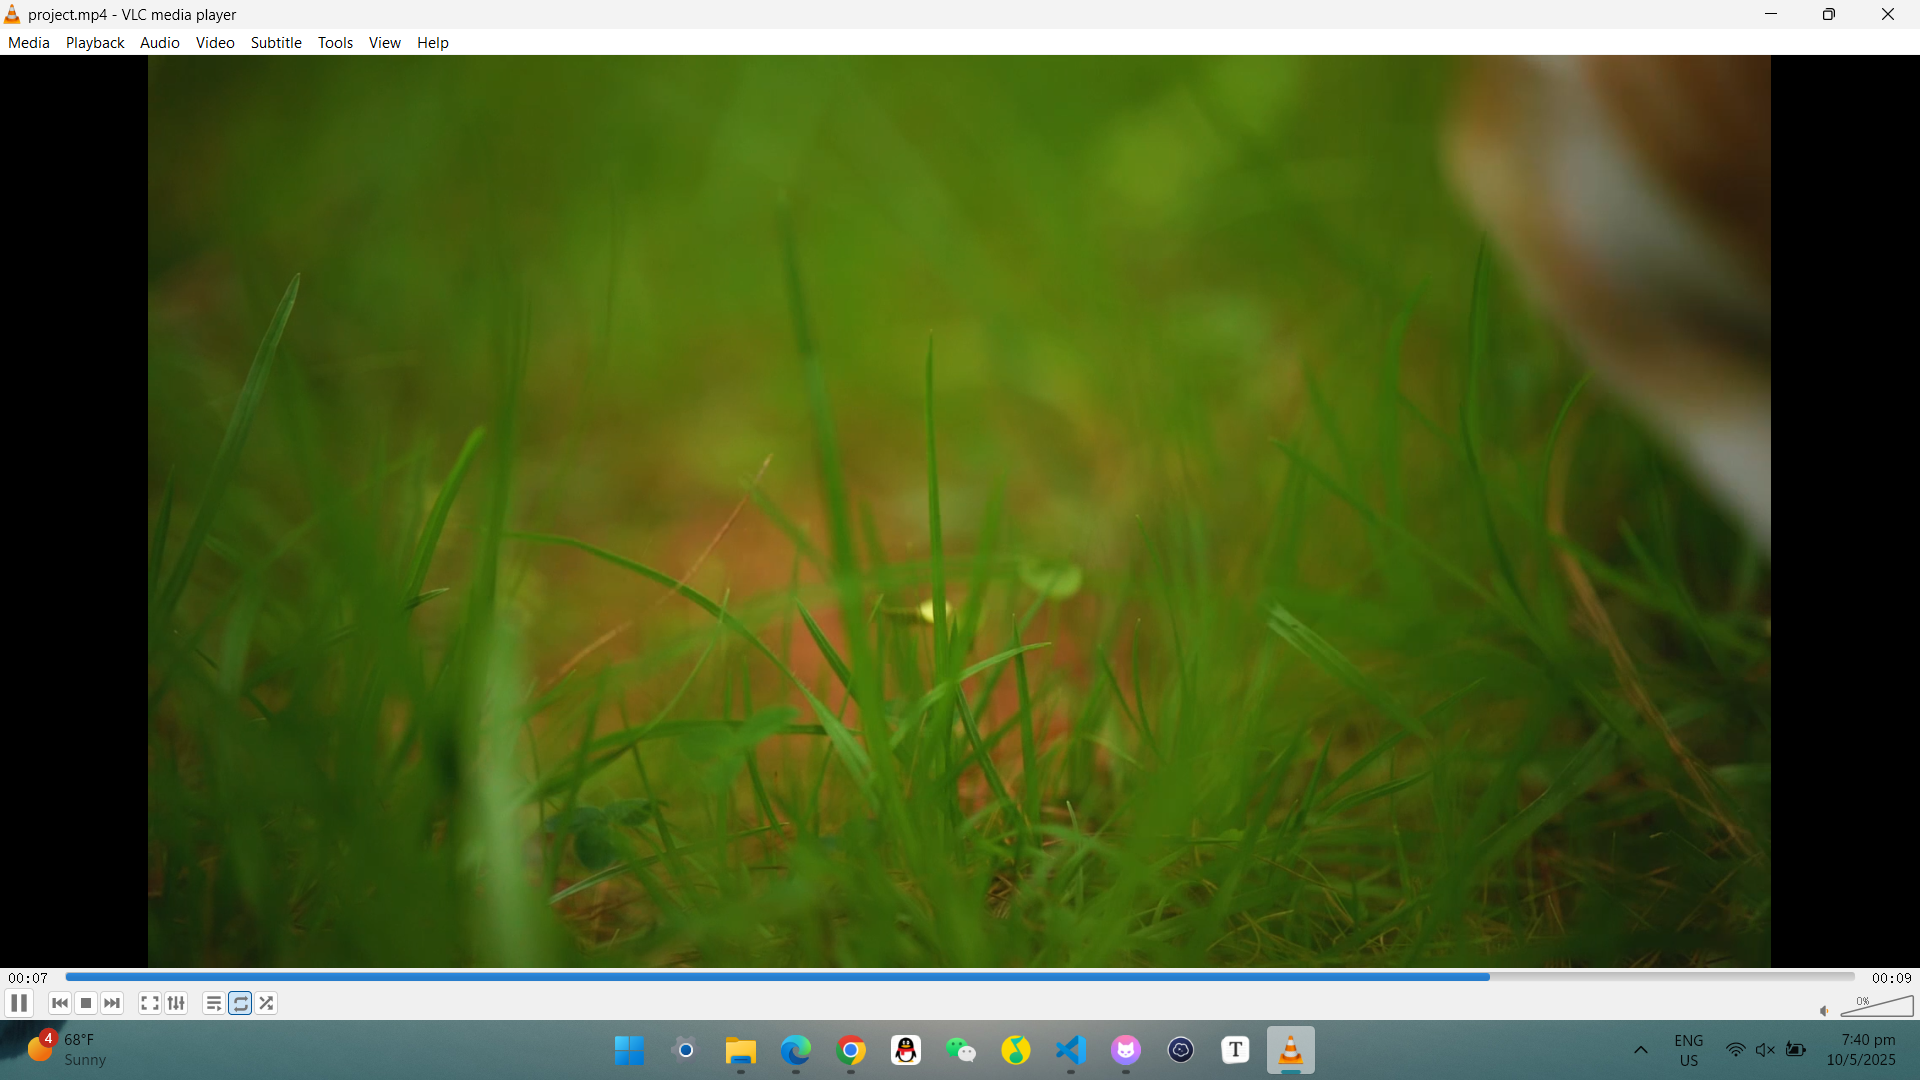 project.mp4 - VLC media player
Media Playback Audio Video Subtitle Tools View Help
00:07 00:09
0%
4 68°F
Sunny
T
ENG
US
7:40 pm
10/5/2025